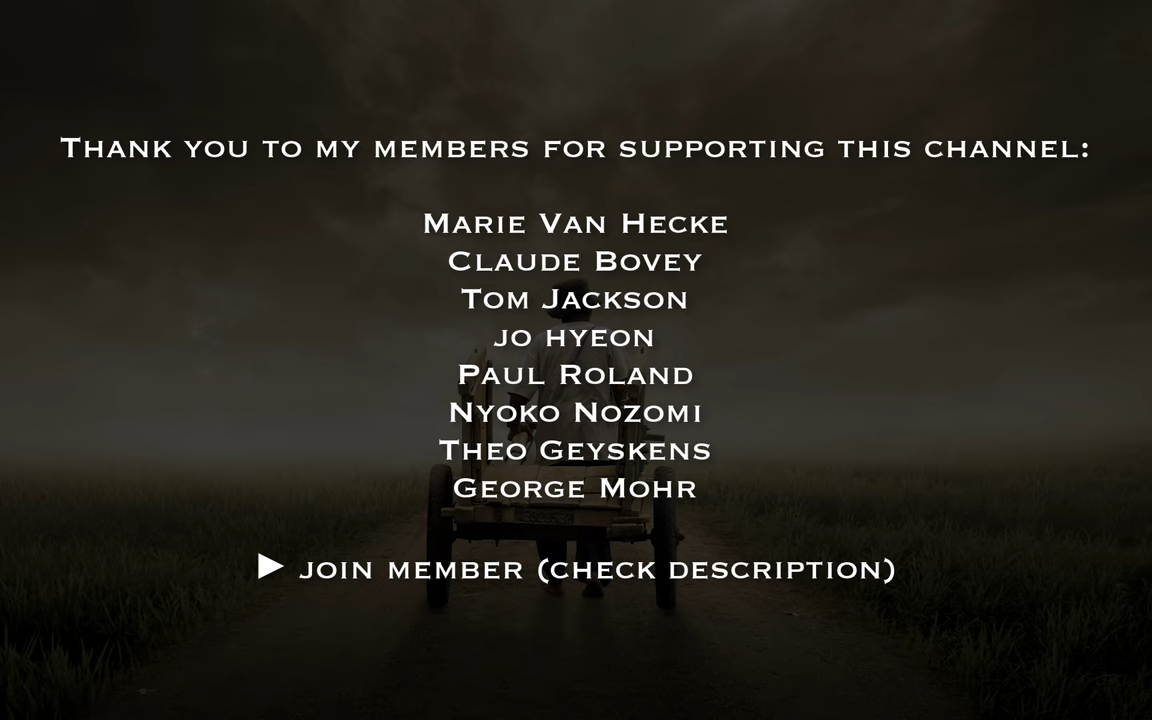 Thank you to my members for supporting this channel:
Marie Van Hecke
Claude Bovey
Tom Jackson
jo hyeon
Paul Roland
Nyoko Nozomi
Theo Geyskens
George Mohr
► join member (check description)